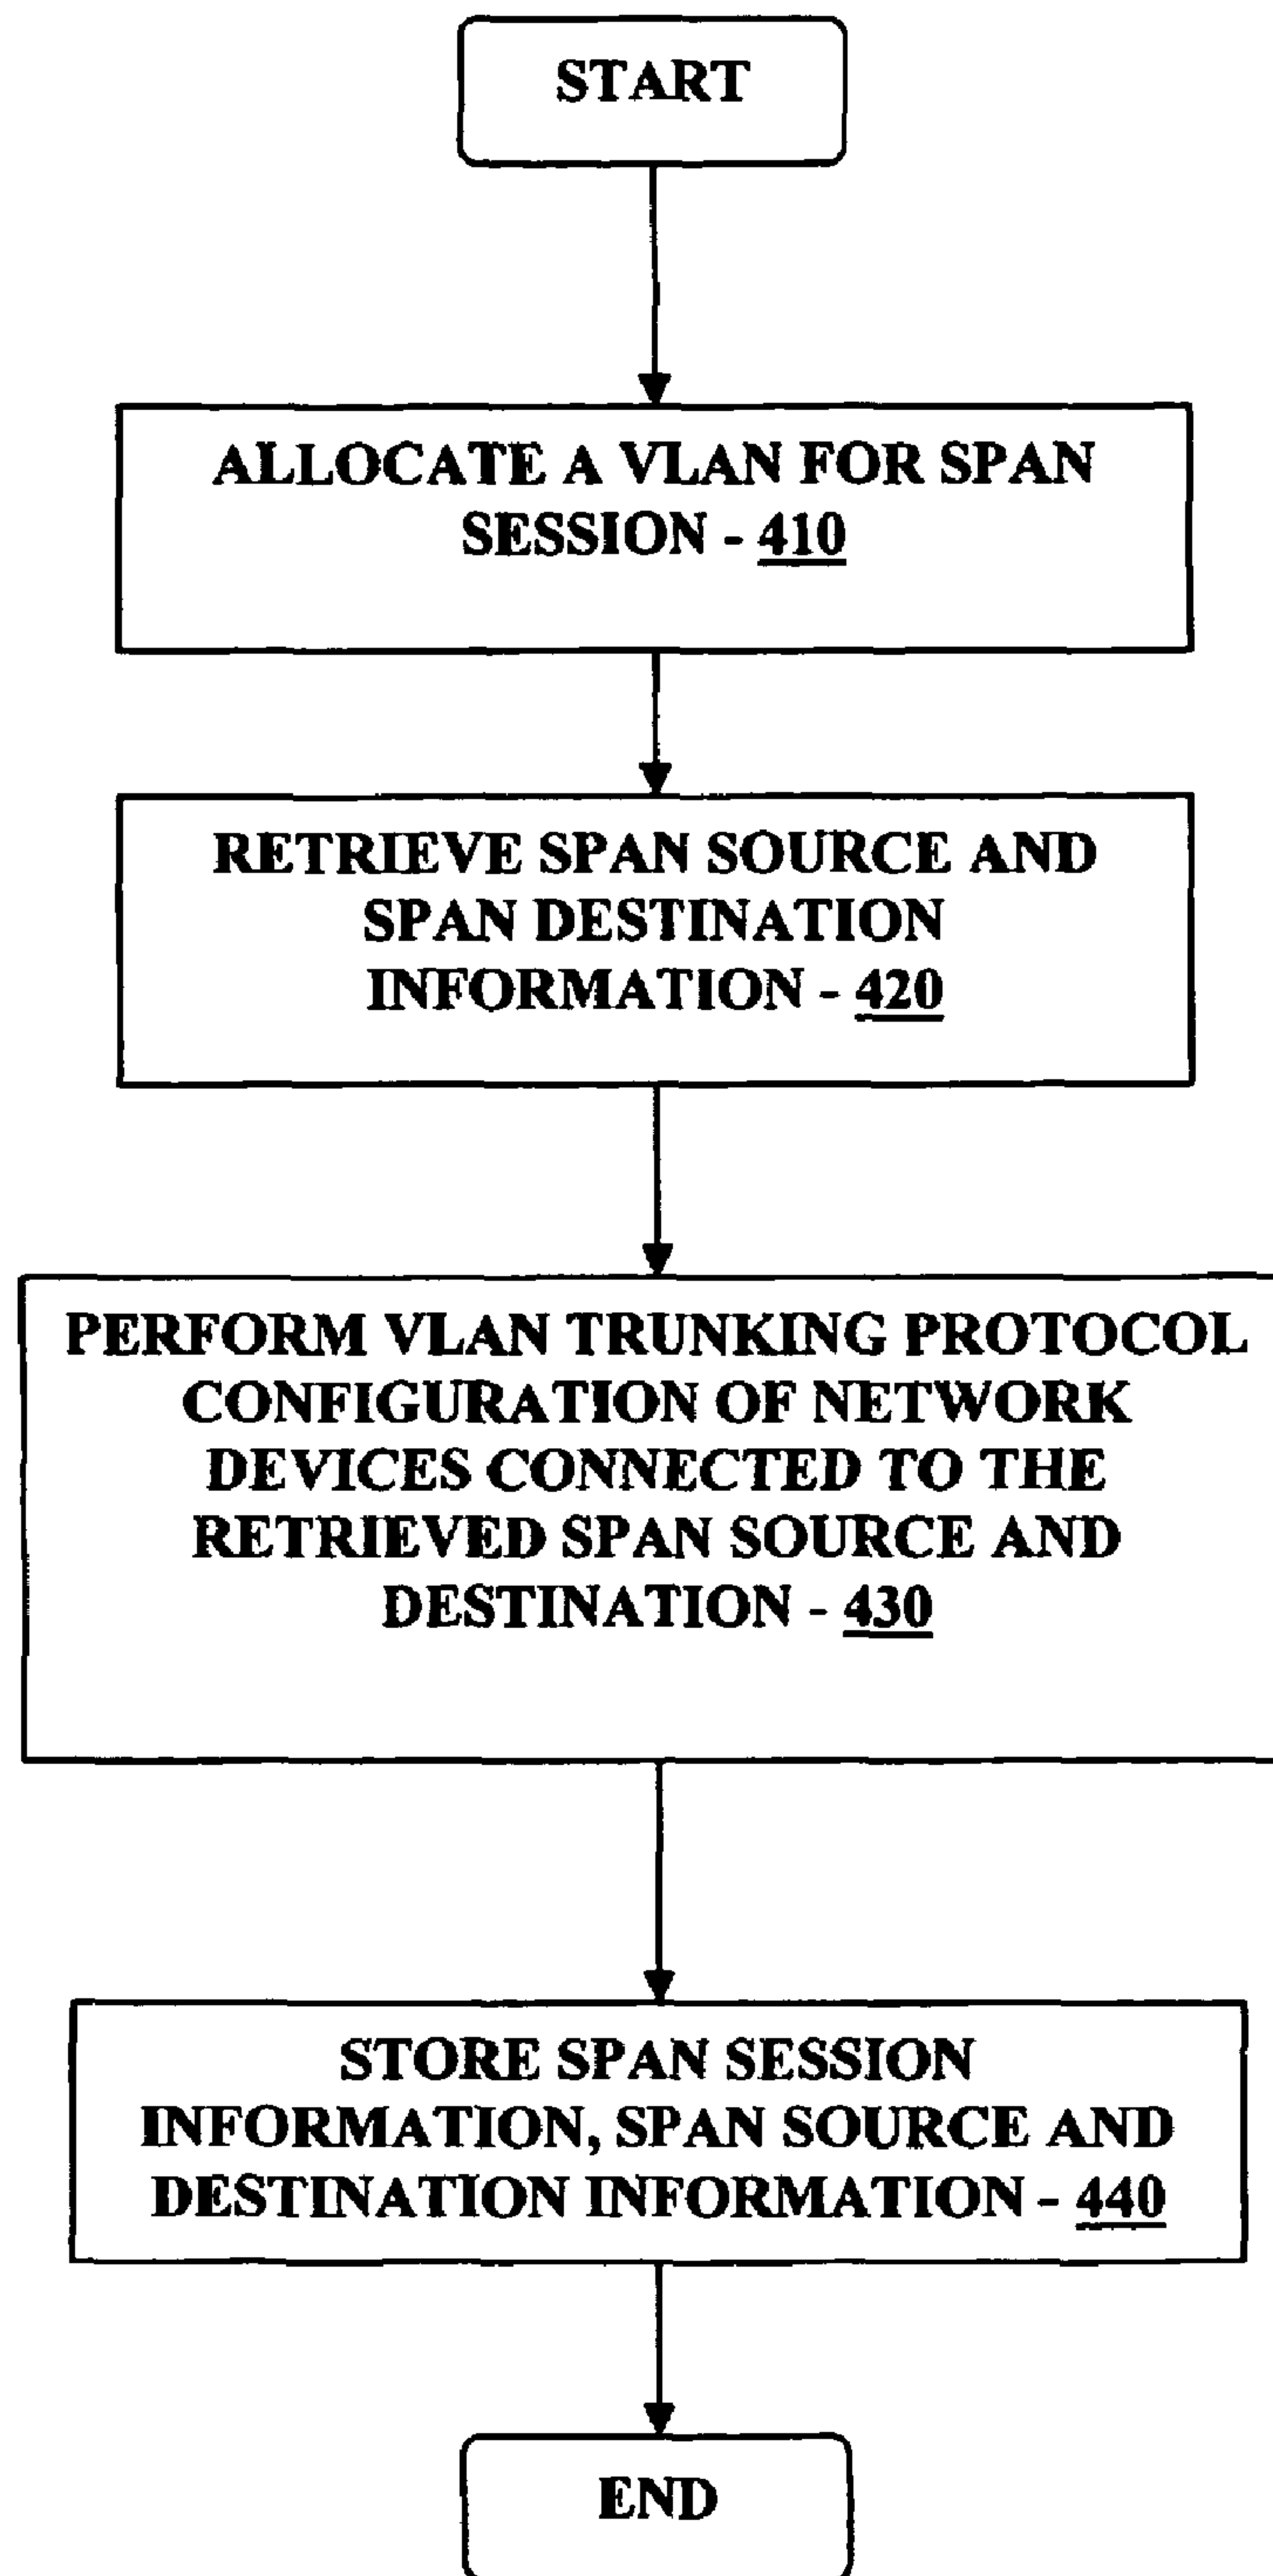 START
ALLOCATE A VLAN FOR SPAN
SESSION - 410
RETRIEVE SPAN SOURCE AND
SPAN DESTINATION
INFORMATION - 420
PERFORM VLAN TRUNKING PROTOCOL
CONFIGURATION OF NETWORK
DEVICES CONNECTED TO THE
RETRIEVED SPAN SOURCE AND
DESTINATION - 430
STORE SPAN SESSION
INFORMATION, SPAN SOURCE AND
DESTINATION INFORMATION - 440
END